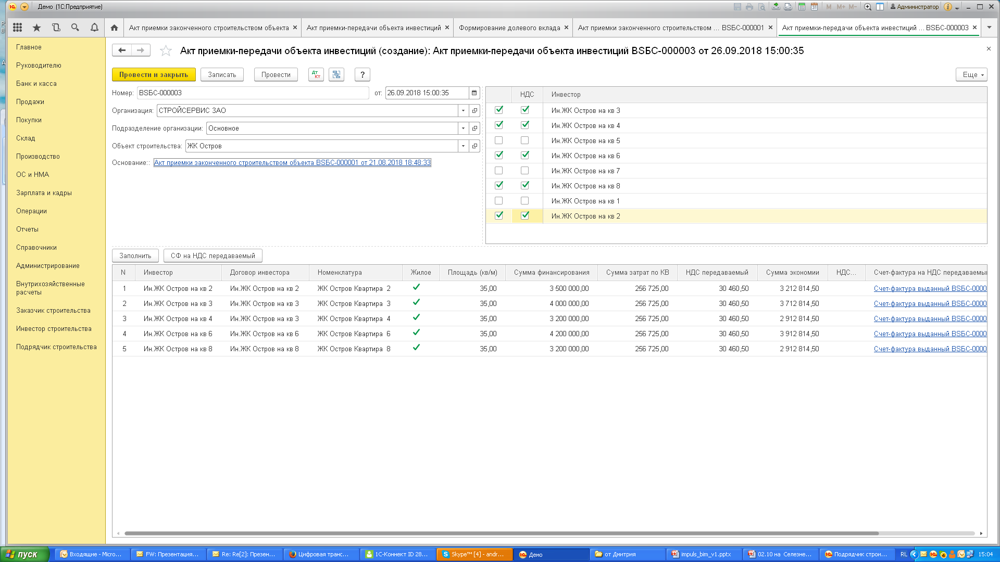 Демо (1С:Предприятие)
M M+ M- Администратор
Акт приемки законченного строительством объекта
Акт приемки-передачи объекта инвестиций
Формирование долевого вклада
Акт приемки законченного строительством ... BSБС-000001
Акт приемки-передачи объекта инвестиций ... BSБС-000003
Главное
Руководителю
Банк и касса
Продажи
Покупки
Склад
Производство
ОС и НМА
Зарплата и кадры
Операции
Отчеты
Справочники
Администрирование
Внутрихозяйственные
расчеты
Заказчик строительства
Инвестор строительства
Подрядчик строительства
Акт приемки-передачи объекта инвестиций (создание): Акт приемки-передачи объекта инвестиций BSБС-000003 от 26.09.2018 15:00:35
Провести и закрыть Записать Провести Дт Кт ? Еще
Номер: BSБС-000003 от: 26.09.2018 15:00:35
Организация: СТРОЙСЕРВИС ЗАО
Подразделение организации: Основное
Объект строительства: ЖК Остров
Основание:: Акт приемки законченного строительством объекта BSБС-000001 от 21.08.2018 18:48:33
НДС Инвестор
Ин.ЖК Остров на кв 3
Ин.ЖК Остров на кв 4
Ин.ЖК Остров на кв 5
Ин.ЖК Остров на кв 6
Ин.ЖК Остров на кв 7
Ин.ЖК Остров на кв 8
Ин.ЖК Остров на кв 1
Ин.ЖК Остров на кв 2
Заполнить СФ на НДС передаваемый
N Инвестор Договор инвестора Номенклатура Жилое Площадь (кв/м) Сумма финансирования Сумма затрат по КВ НДС передаваемый Сумма экономии НДС... Счет-фактура на НДС передаваемый
1 Ин.ЖК Остров на кв 2 Ин.ЖК Остров на кв 2 ЖК Остров Квартира 2 35,00 3 500 000,00 256 725,00 30 460,50 3 212 814,50 Счет-фактура выданный BSБС-0000
2 Ин.ЖК Остров на кв 3 Ин.ЖК Остров на кв 3 ЖК Остров Квартира 3 35,00 4 000 000,00 256 725,00 30 460,50 3 712 814,50 Счет-фактура выданный BSБС-0000
3 Ин.ЖК Остров на кв 4 Ин.ЖК Остров на кв 3 ЖК Остров Квартира 4 35,00 3 200 000,00 256 725,00 30 460,50 2 912 814,50 Счет-фактура выданный BSБС-0000
4 Ин.ЖК Остров на кв 6 Ин.ЖК Остров на кв 6 ЖК Остров Квартира 6 35,00 4 200 000,00 256 725,00 30 460,50 3 912 814,50 Счет-фактура выданный BSБС-0000
5 Ин.ЖК Остров на кв 8 Ин.ЖК Остров на кв 8 ЖК Остров Квартира 8 35,00 3 200 000,00 256 725,00 30 460,50 2 912 814,50 Счет-фактура выданный BSБС-0000
пуск Входящие - Micro... FW: Презентация... Re: Re[2]: Презен... Цифровая транс... 1С-Коннект ID 28... Skype™ [4] - andr... Демо от Дмитрия impuls_bim_v1.pptx 02.10 на Селезне... Подрядчик строи... RL 15:04